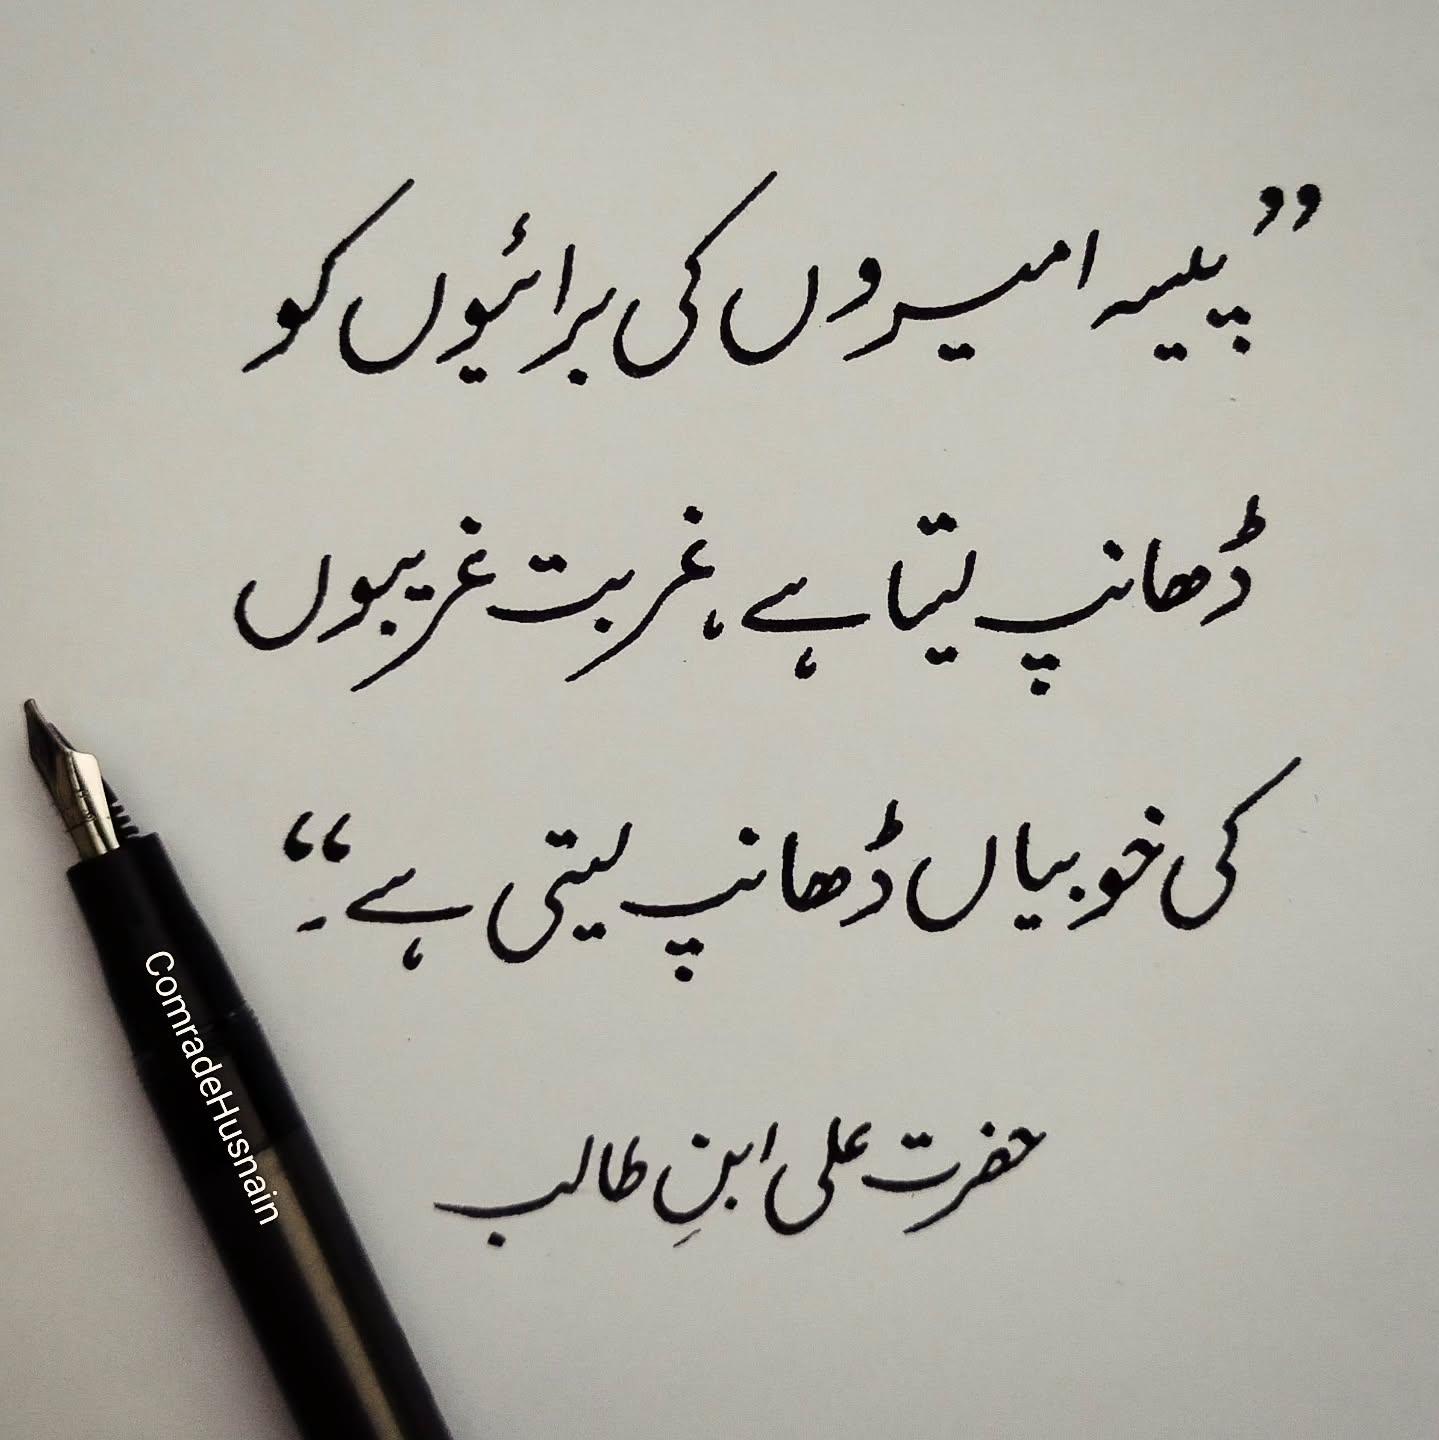 ”پیسہ امیروں کی برائیوں کو
ڈھانپ لیتا ہے، غربت غریبوں
کی خوبیاں ڈھانپ لیتی ہے۔“
حضرت علی ابنِ طالب
ComradeHusnain